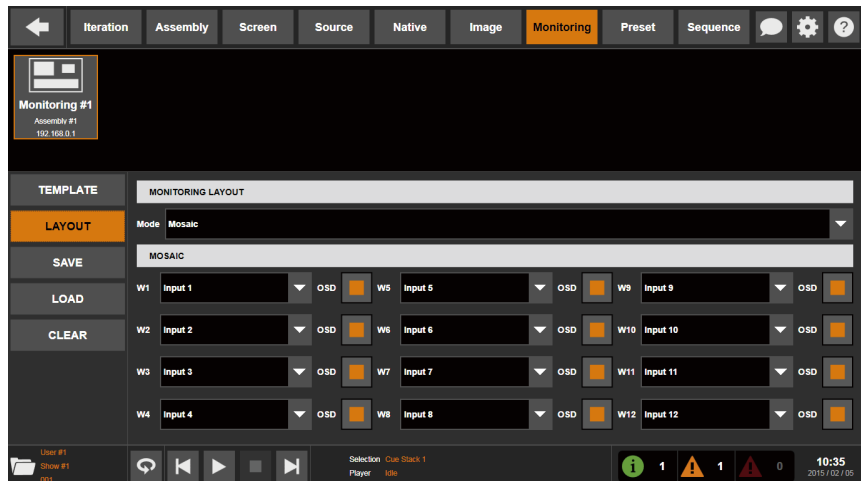 Iteration Assembly Screen Source Native Image Monitoring Preset Sequence ?
Monitoring #1
Assembly #1
192.168.0.1
TEMPLATE
LAYOUT
SAVE
LOAD
CLEAR
MONITORING LAYOUT
Mode Mosaic
MOSAIC
W1 Input 1 OSD W5 Input 5 OSD W9 Input 9 OSD
W2 Input 2 OSD W6 Input 6 OSD W10 Input 10 OSD
W3 Input 3 OSD W7 Input 7 OSD W11 Input 11 OSD
W4 Input 4 OSD W8 Input 8 OSD W12 Input 12 OSD
User #1
Show #1
001
Selection Cue Stack 1
Player Idle
i 1 ! 1 ! 0
10:35
2015 / 02 / 05